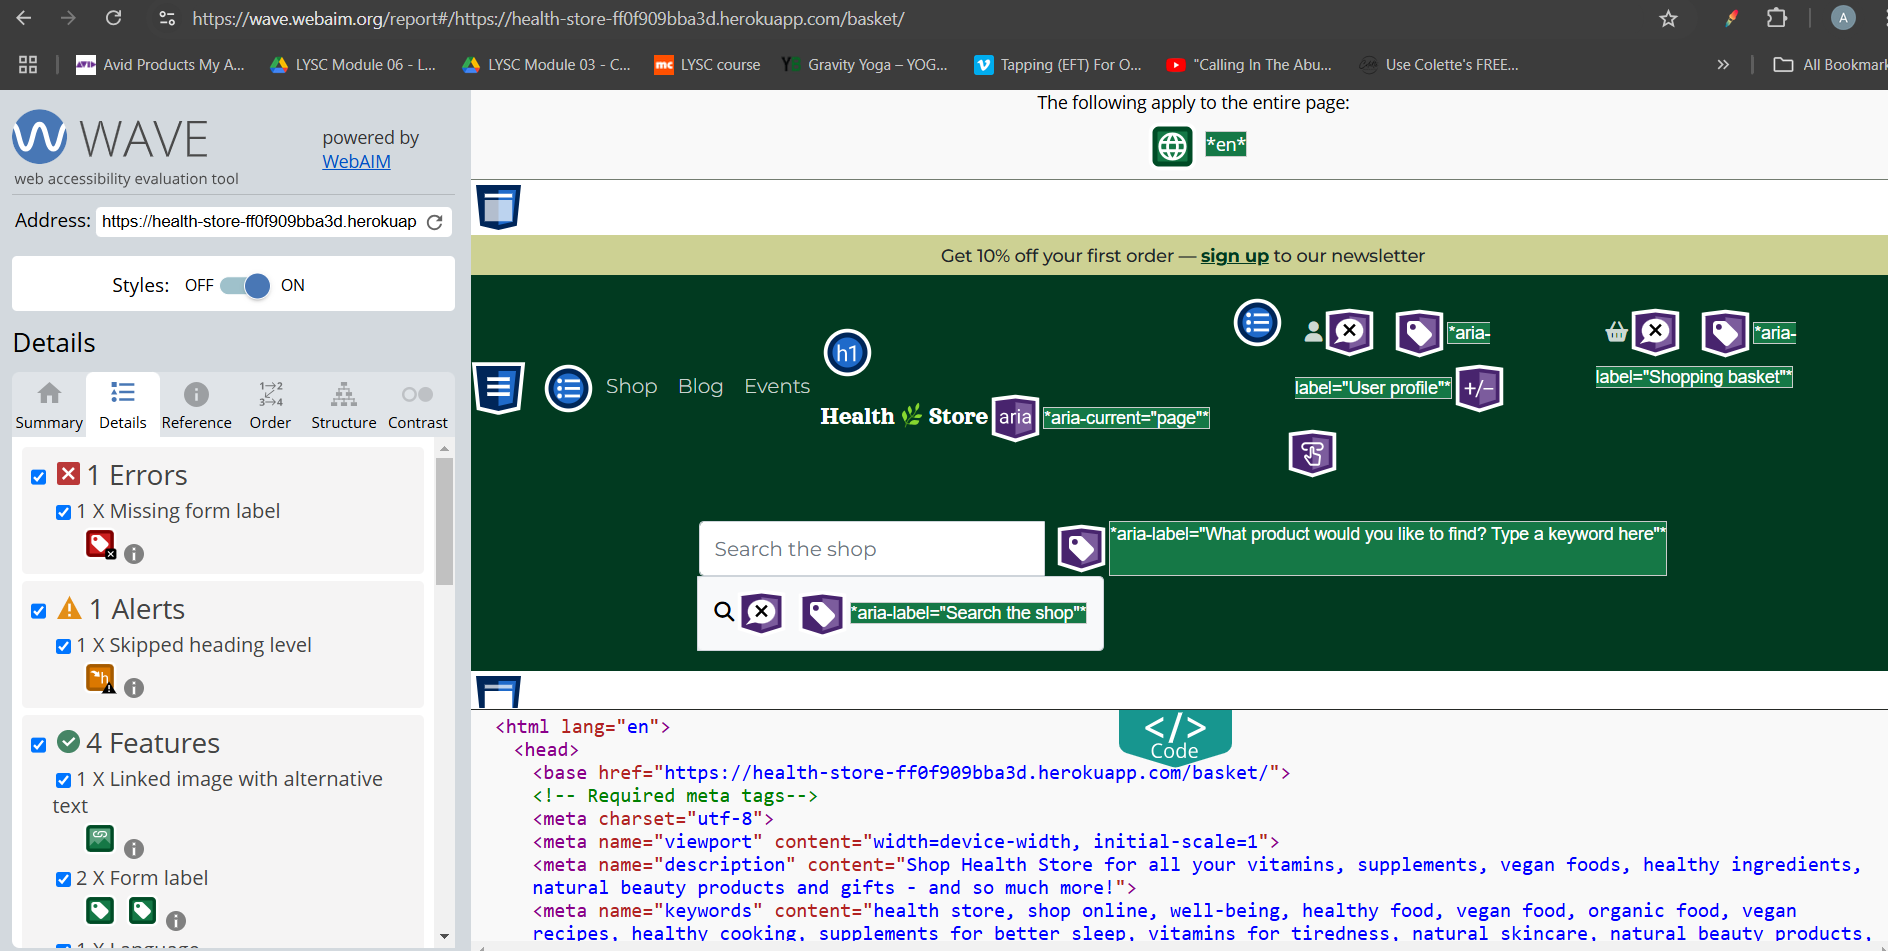 https://wave.webaim.org/report#/https://health-store-ff0f909bba3d.herokuapp.com/basket/
A
Avid Products My A...
LYSC Module 06 - L...
LYSC Module 03 - C...
mc LYSC course
Gravity Yoga – YOG...
Tapping (EFT) For O...
"Calling In The Abu...
Use Colette's FREE...
»
All Bookmark
WAVE
web accessibility evaluation tool
powered by
WebAIM
Address: https://health-store-ff0f909bba3d.herokuap
Styles: OFF ON
Details
Summary Details Reference Order Structure Contrast
1 Errors
1 X Missing form label
1 Alerts
1 X Skipped heading level
4 Features
1 X Linked image with alternative
text
2 X Form label
1 X Language
The following apply to the entire page:
*en*
Get 10% off your first order — sign up to our newsletter
Shop Blog Events
h1
Health Store aria *aria-current="page"*
*aria-
label="User profile"* +/−
*aria-
label="Shopping basket"*
Search the shop
*aria-label="What product would you like to find? Type a keyword here"*
*aria-label="Search the shop"*
</>
Code
<html lang="en">
<head>
<base href="https://health-store-ff0f909bba3d.herokuapp.com/basket/">
<!-- Required meta tags-->
<meta charset="utf-8">
<meta name="viewport" content="width=device-width, initial-scale=1">
<meta name="description" content="Shop Health Store for all your vitamins, supplements, vegan foods, healthy ingredients,
natural beauty products and gifts - and so much more!">
<meta name="keywords" content="health store, shop online, well-being, healthy food, vegan food, organic food, vegan
recipes, healthy cooking, supplements for better sleep, vitamins for tiredness, natural skincare, natural beauty products,